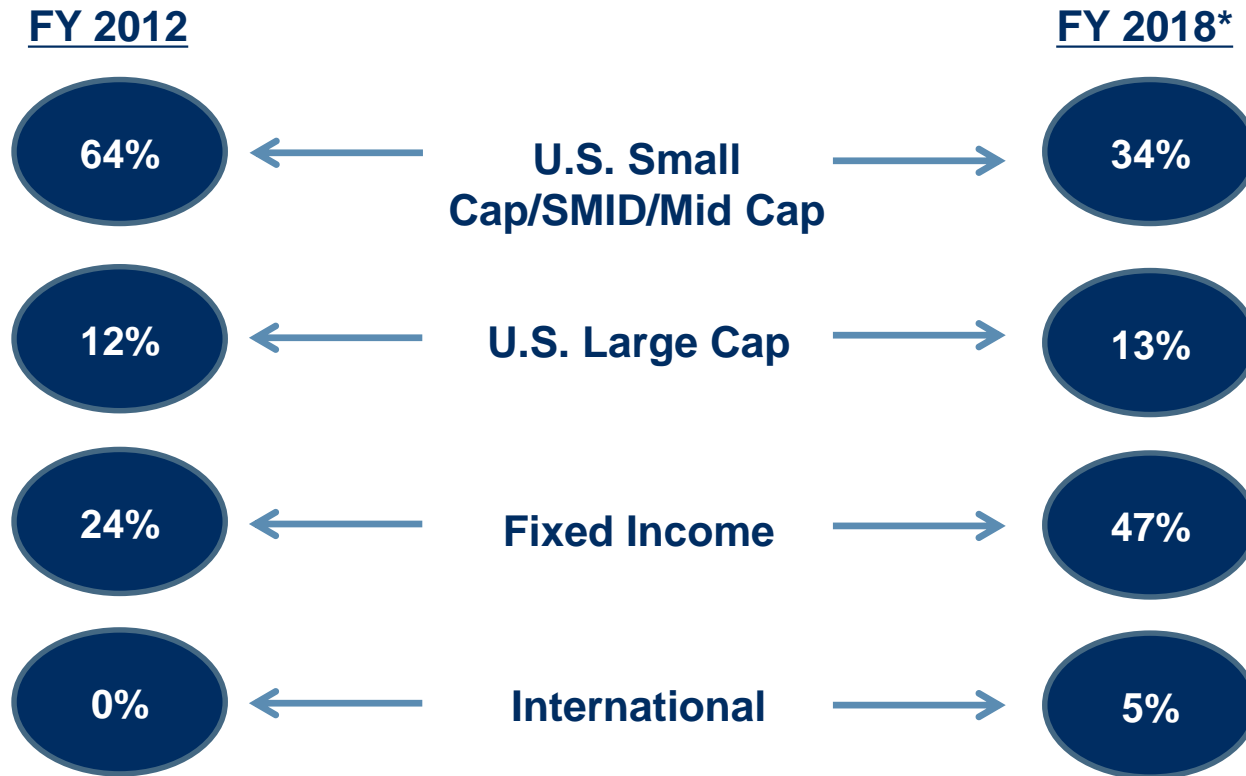 FY 2012
FY 2018*
64%
U.S. Small
Cap/SMID/Mid Cap
34%
12%
U.S. Large Cap
13%
24%
Fixed Income
47%
0%
International
5%